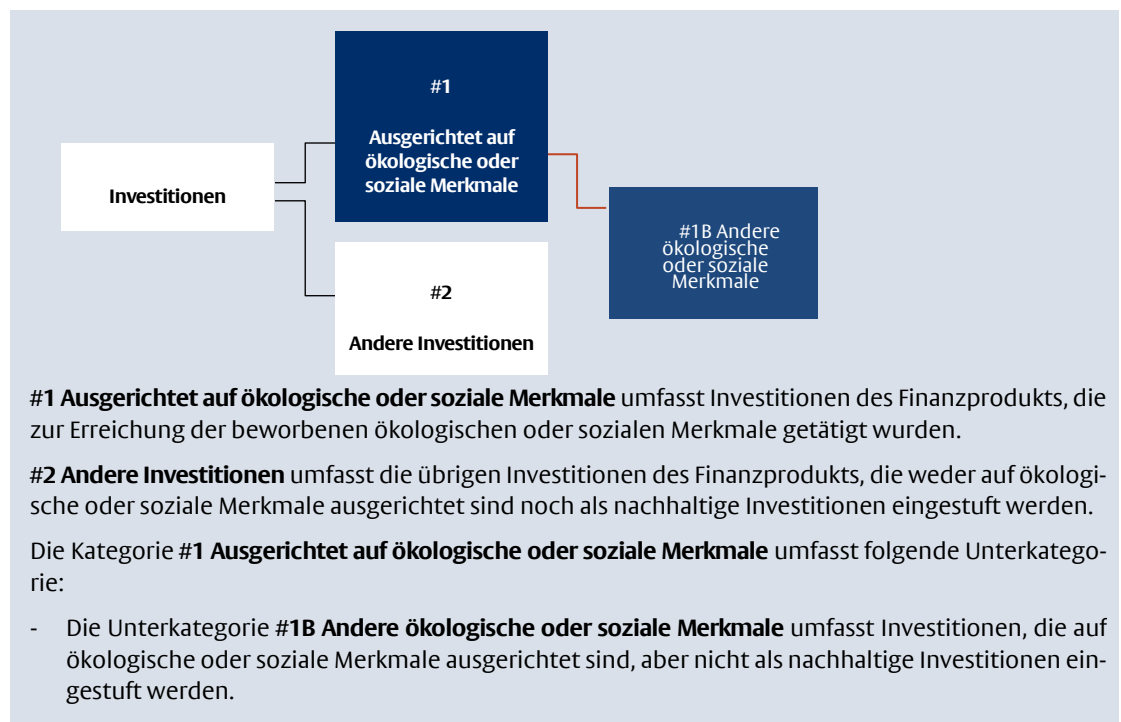 #1
Ausgerichtet auf
ökologische oder
soziale Merkmale
Investitionen
#1B Andere
ökologische
oder soziale
Merkmale
#2
Andere Investitionen
#1 Ausgerichtet auf ökologische oder soziale Merkmale umfasst Investitionen des Finanzprodukts, die
zur Erreichung der beworbenen ökologischen oder sozialen Merkmale getätigt wurden.
#2 Andere Investitionen umfasst die übrigen Investitionen des Finanzprodukts, die weder auf ökologi-
sche oder soziale Merkmale ausgerichtet sind noch als nachhaltige Investitionen eingestuft werden.
Die Kategorie #1 Ausgerichtet auf ökologische oder soziale Merkmale umfasst folgende Unterkatego-
rie:
- Die Unterkategorie #1B Andere ökologische oder soziale Merkmale umfasst Investitionen, die auf
ökologische oder soziale Merkmale ausgerichtet sind, aber nicht als nachhaltige Investitionen ein-
gestuft werden.